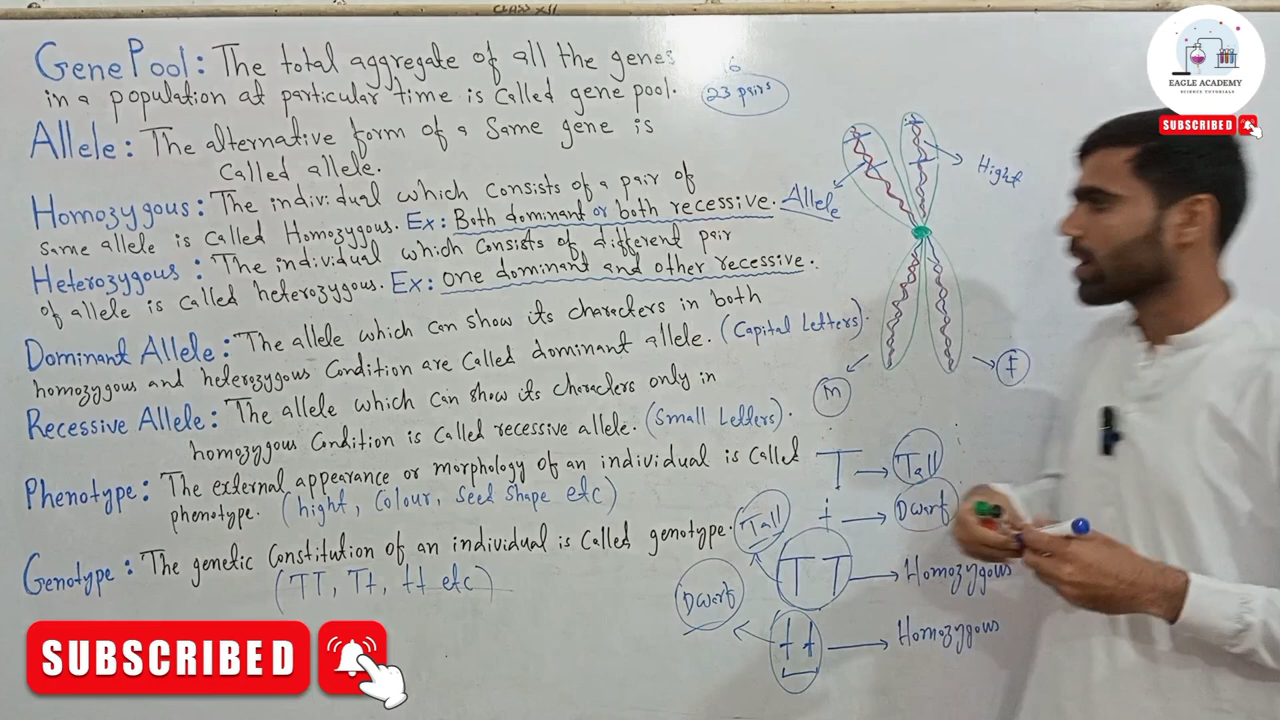 CLASS XII
Gene Pool: The total aggregate of all the genes
in a population at particular time is called gene pool.
Allele: The alternative form of a Same gene is
Called allele.
Homozygous: The individual which Consists of a pair of
Same allele is called Homozygous. Ex: Both dominant or both recessive.
Heterozygous: The individual which Consists of different pair
of allele is called heterozygous. Ex: One dominant and other recessive.
Dominant Allele: The allele which can show its characters in both
homozygous and heterozygous Condition are Called dominant allele. (Capital Letters).
Recessive Allele: The allele which can show its characters only in
homozygous Condition is called recessive allele. (Small Letters).
Phenotype: The external appearance or morphology of an individual is called
phenotype. (hight, Colour, Seed Shape etc)
Genotype: The genetic Constitution of an individual is Called genotype.
(TT, Tt, tt etc)
23 pairs
Allele
Hight
m
F
T → Tall
t → Dwarf
Tall
TT → Homozygous
Dwarf
tt → Homozygous
EAGLE ACADEMY
SCIENCE TUTORIALS
SUBSCRIBED
SUBSCRIBED